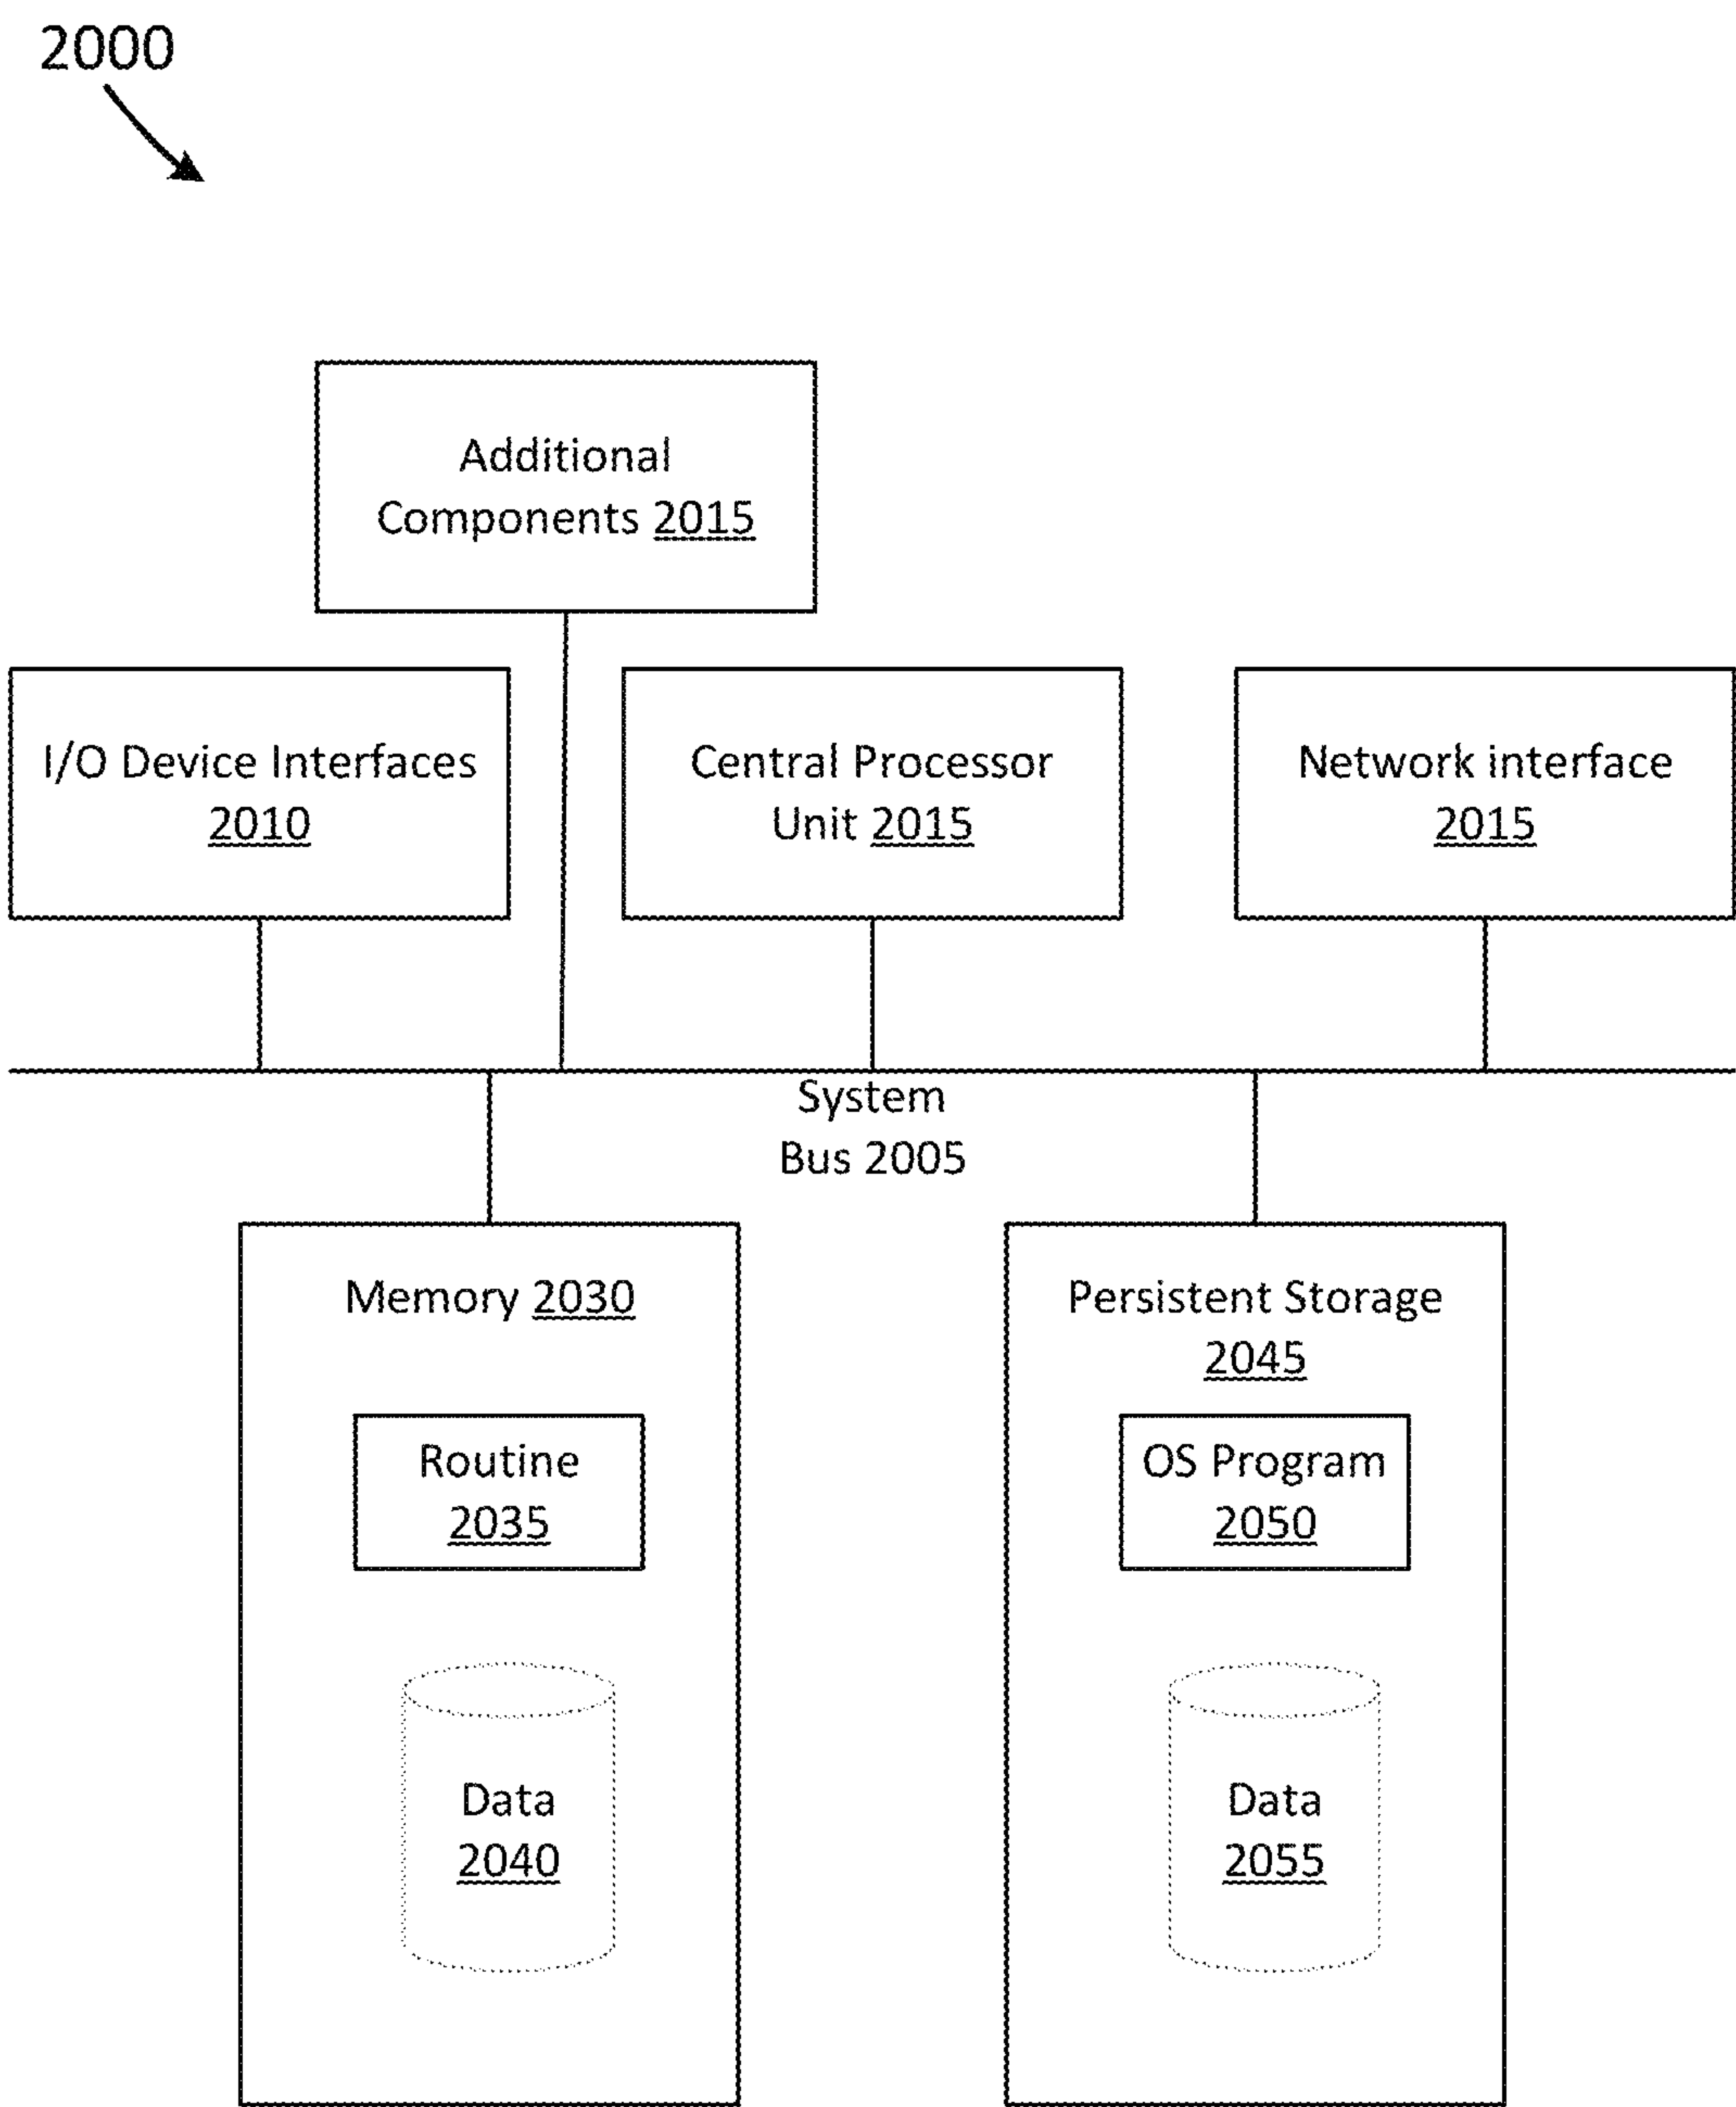 2000
Additional
Components 2015
I/O Device Interfaces
2010
Central Processor
Unit 2015
Network interface
2015
System
Bus 2005
Memory 2030
Routine
2035
Data
2040
Persistent Storage
2045
OS Program
2050
Data
2055